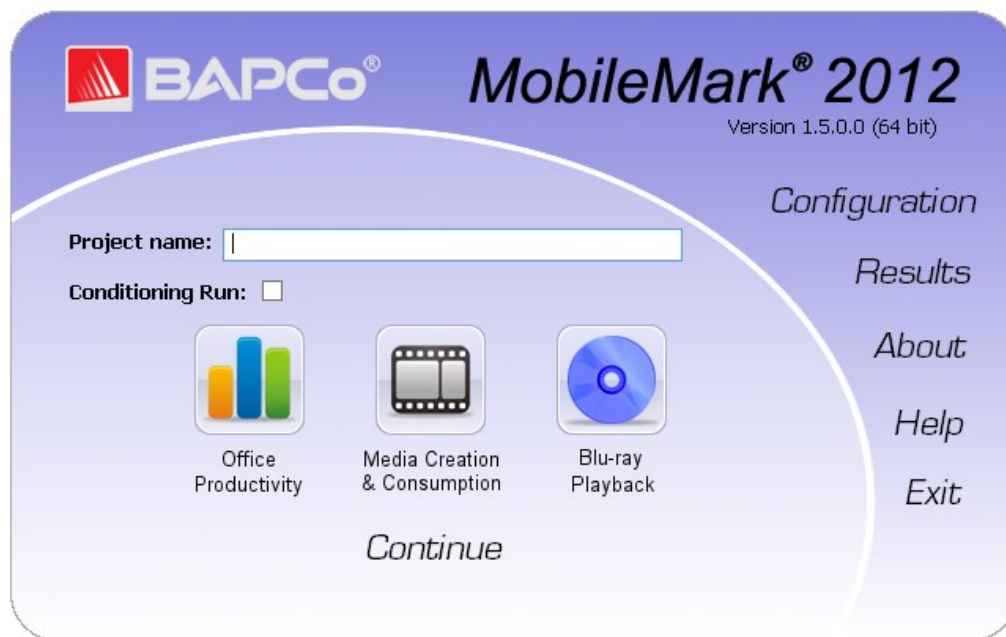 BAPCo®
MobileMark® 2012
Version 1.5.0.0 (64 bit)
Configuration
Project name:
Results
Conditioning Run:
About
Office
Productivity
Media Creation
& Consumption
Blu-ray
Playback
Help
Exit
Continue